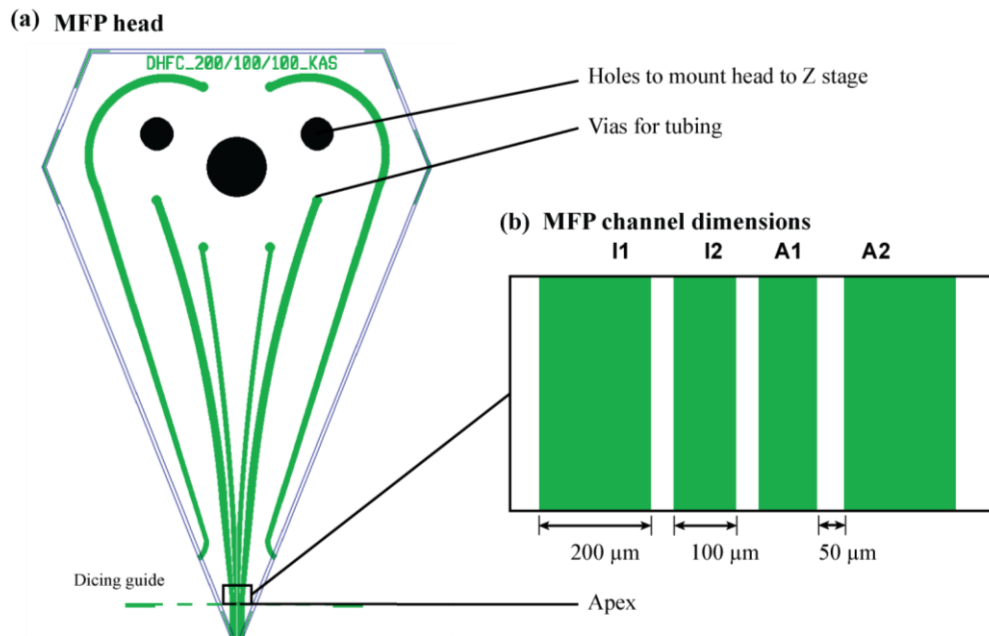 (a) MFP head
DHFC_200/100/100_KAS
Holes to mount head to Z stage
Vias for tubing
(b) MFP channel dimensions
I1 I2 A1 A2
200 µm 100 µm 50 µm
Dicing guide
Apex